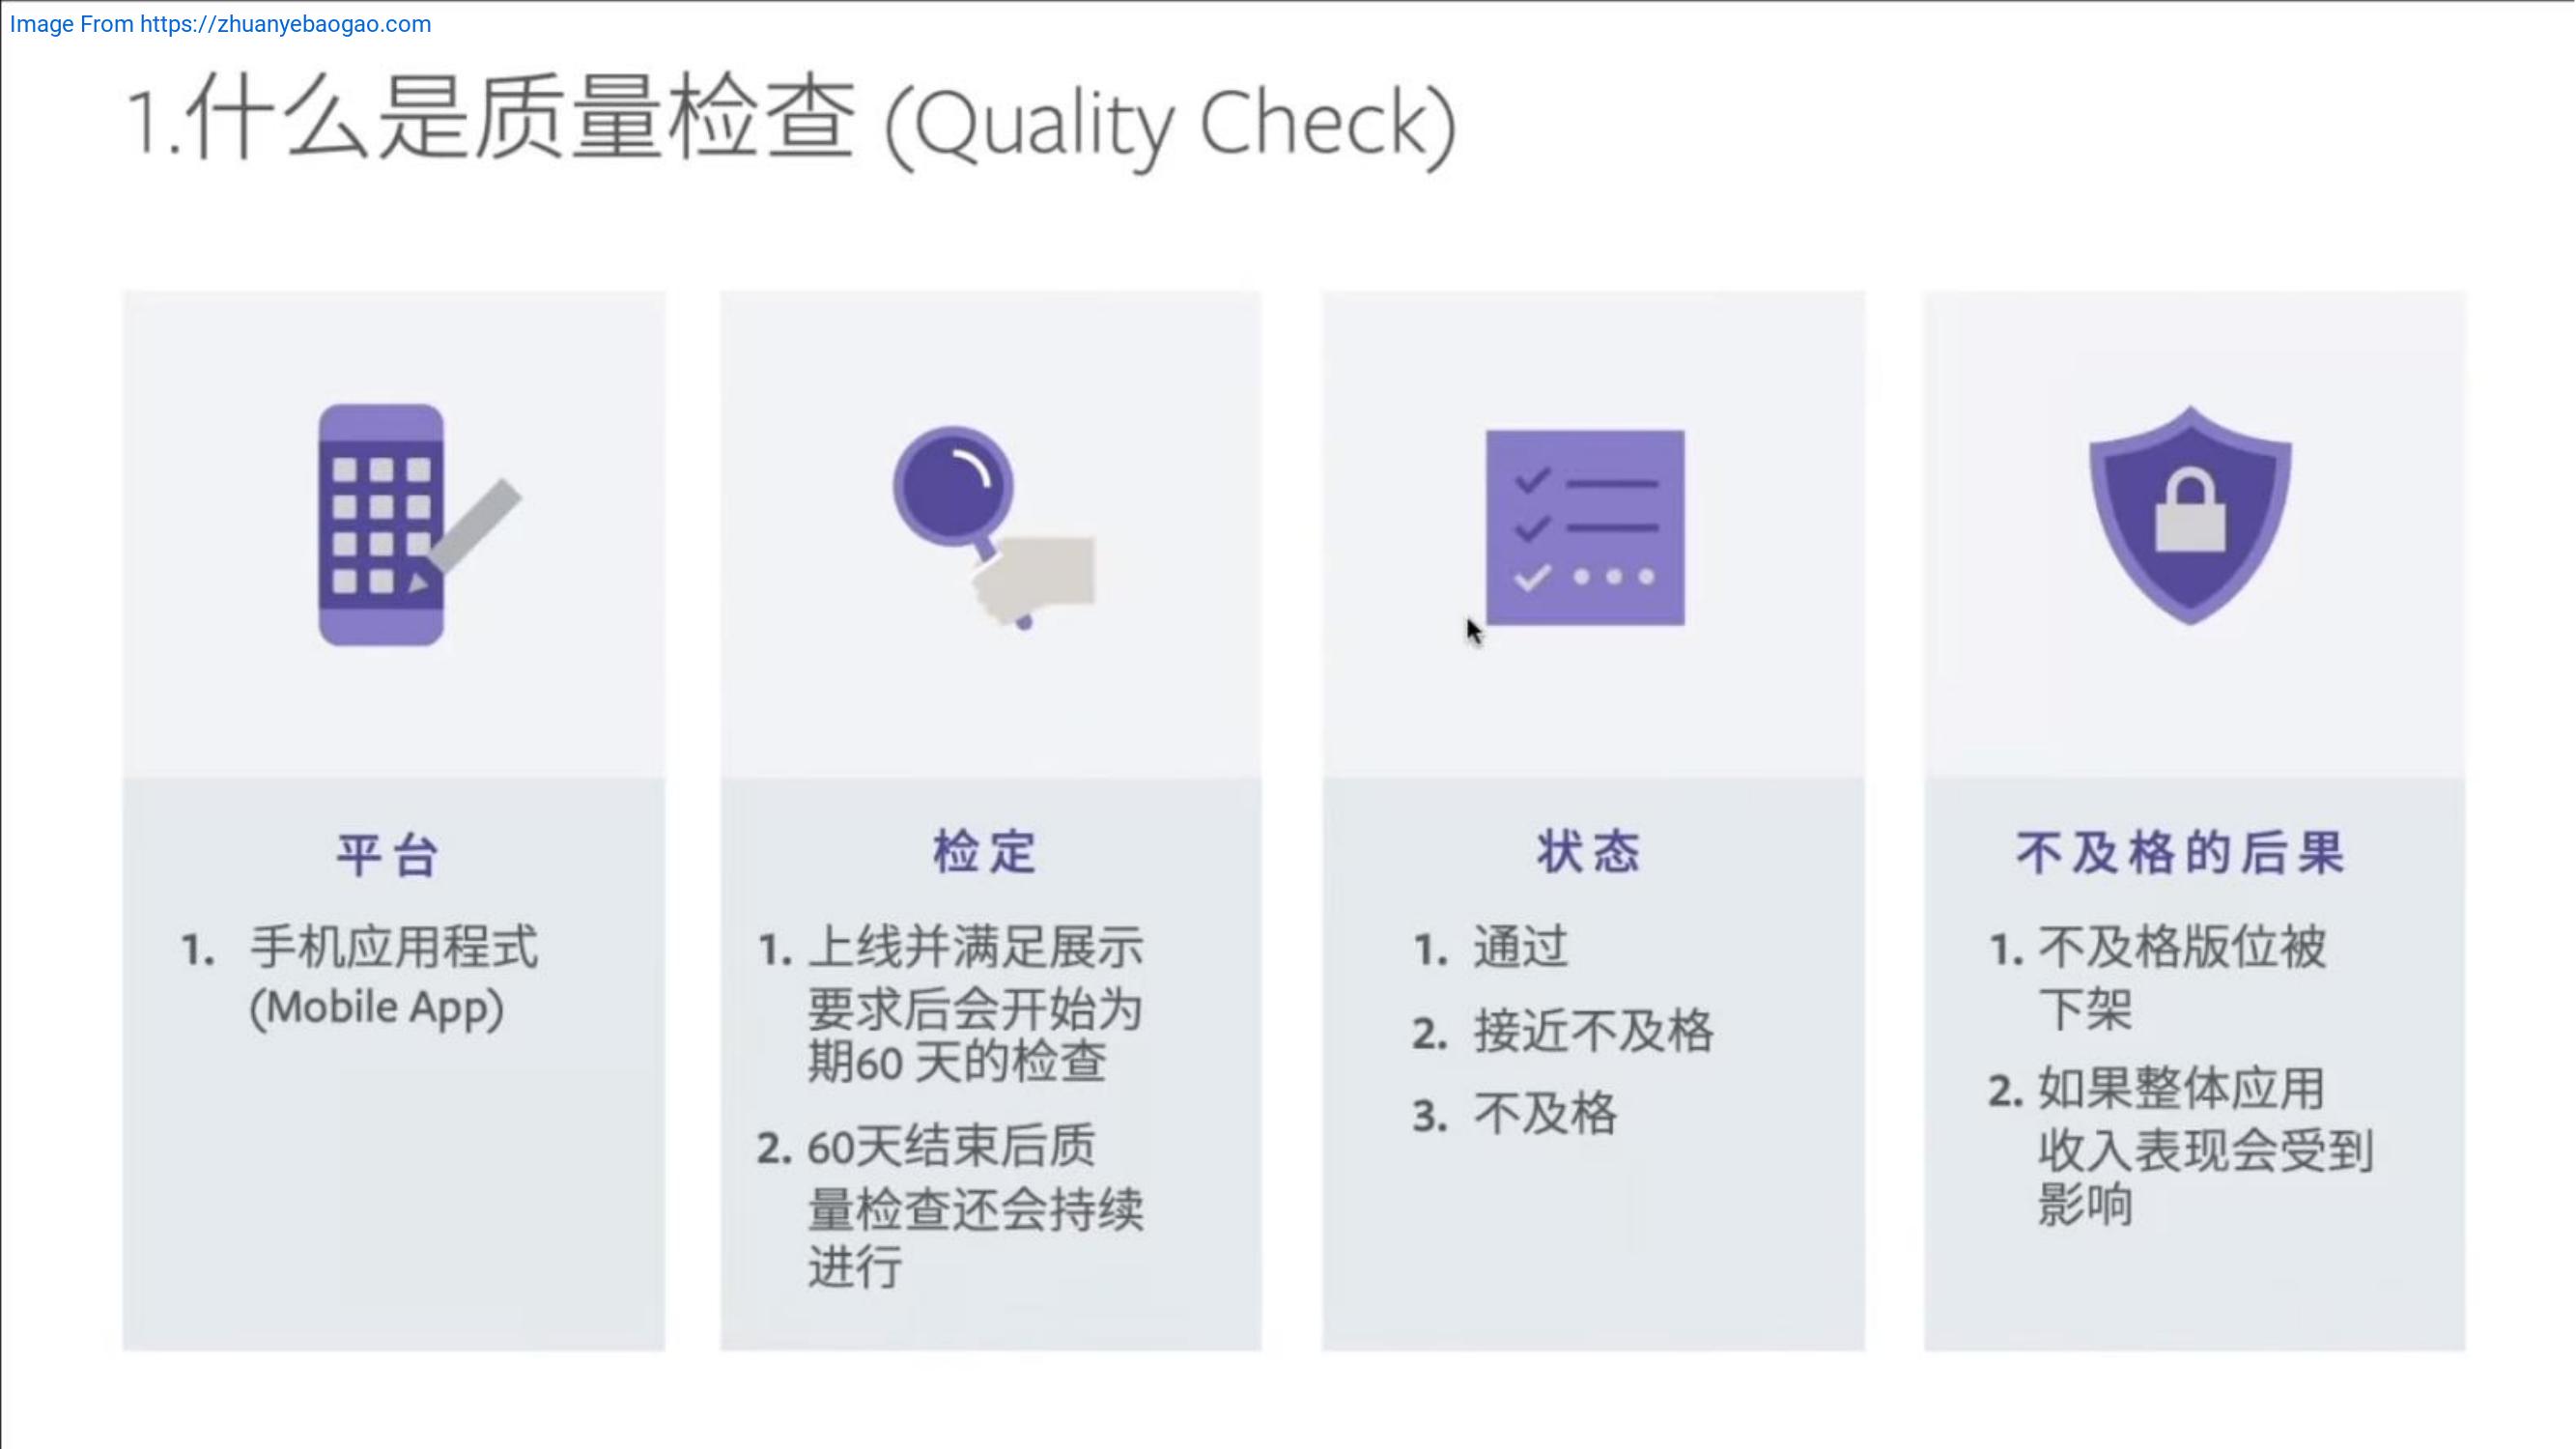 Image From https://zhuanyebaogao.com
1.什么是质量检查 (Quality Check)
平台
1. 手机应用程式
(Mobile App)
检定
1. 上线并满足展示
要求后会开始为
期60 天的检查
2. 60天结束后质
量检查还会持续
进行
状态
1. 通过
2. 接近不及格
3. 不及格
不及格的后果
1. 不及格版位被
下架
2. 如果整体应用
收入表现会受到
影响